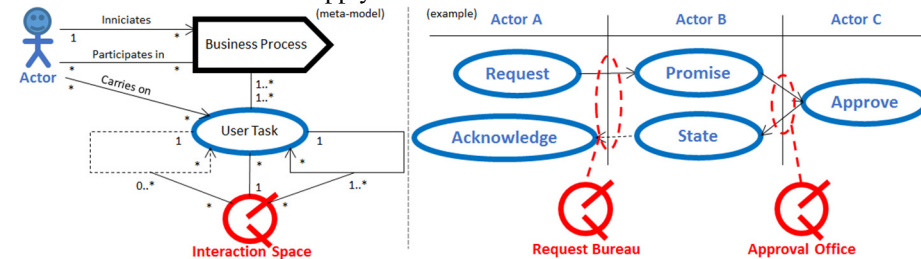 (meta-model)
Inniciates
1
*
Business Process
Participates in
*
*
Actor
*
Carries on
*
1..*
1..*
User Task
1
1
*
*
*
0..*
1..*
*
1
*
Interaction Space
(example)
Actor A
Actor B
Actor C
Request
Promise
Approve
Acknowledge
State
Request Bureau
Approval Office